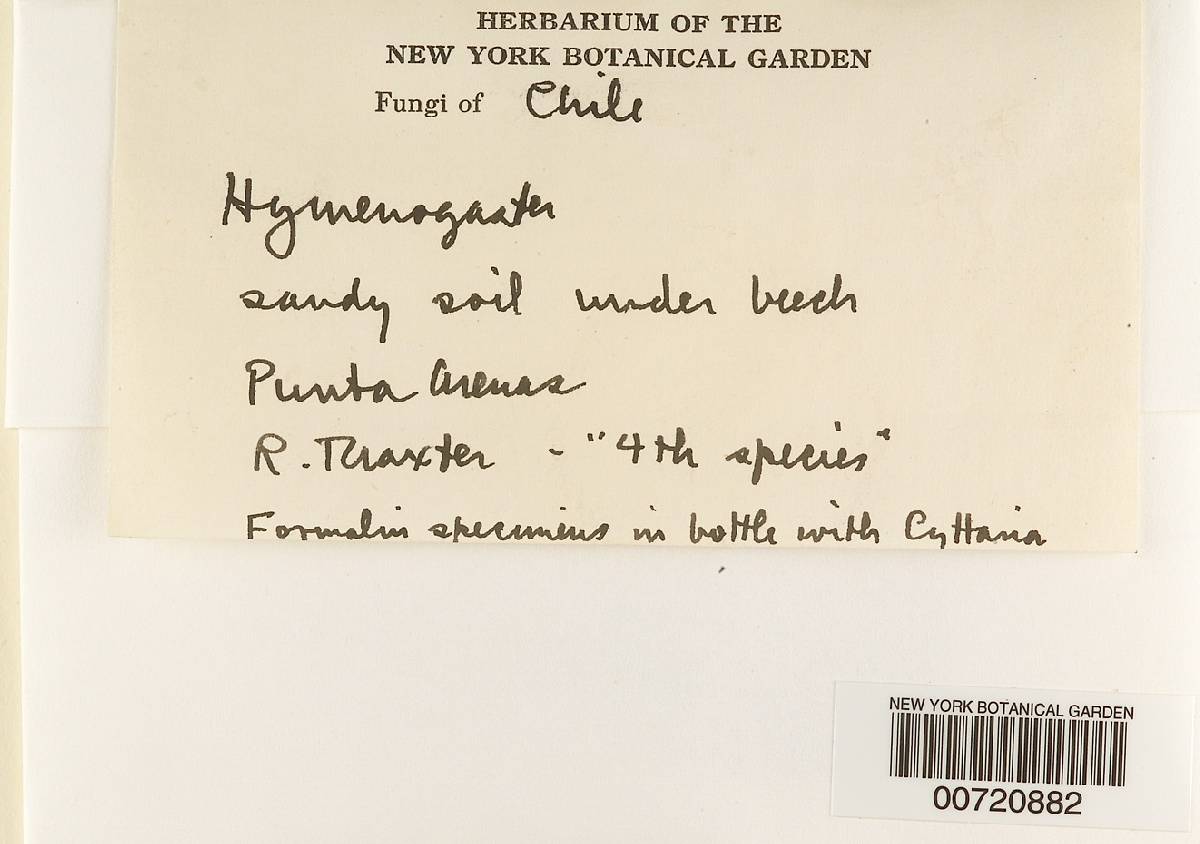 HERBARIUM OF THE
NEW YORK BOTANICAL GARDEN
Fungi of Chile
Hymenogaster
sandy soil under beech
Punta Arenas
R. Thaxter - "4th species"
Formalin specimens in bottle with Cyttaria
NEW YORK BOTANICAL GARDEN
00720882